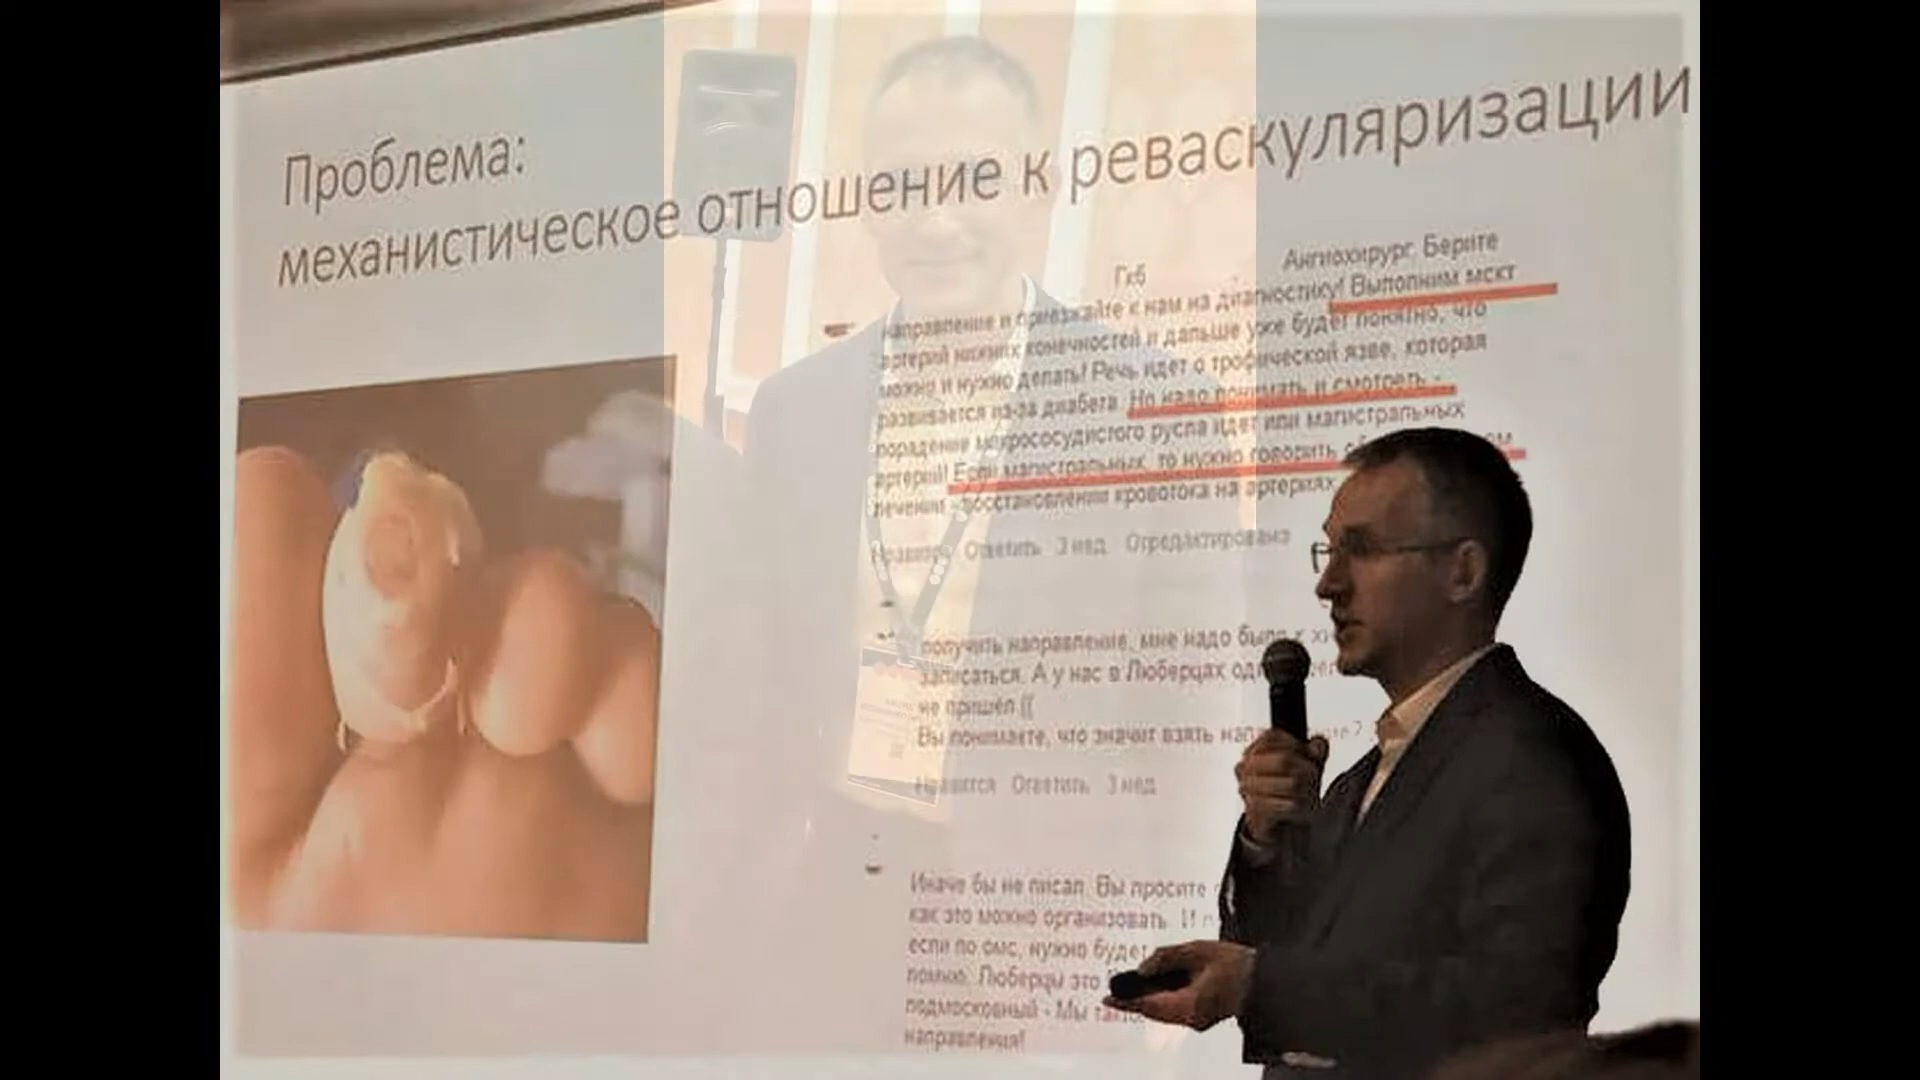 Проблема:
механистическое отношение к реваскуляризации
Гкб Ангиохирург. Берите
направление и приезжайте к нам на диагностику! Выполним мскт
артерий нижних конечностей и дальше уже будет понятно, что
можно и нужно делать! Речь идет о трофической язве, которая
развивается из-за диабета. Но надо понимать и смотреть -
порадение микрососудистого русла идет или магистральных
артерий! Если магистральных, то нужно говорить
лечении - восстановлении кровотока на артериях
Нравится Ответить 3 нед Отредактировано
получить направление, мне надо было к
записаться. А у нас в Люберцах
не пришёл ((
Вы понимаете, что значит взять
Нравится Ответить 3 нед
Иначе бы не писал. Вы просите
как это можно организовать. И
если по омс, нужно будет
помню, Люберцы это
подмосковный - Мы
направления!